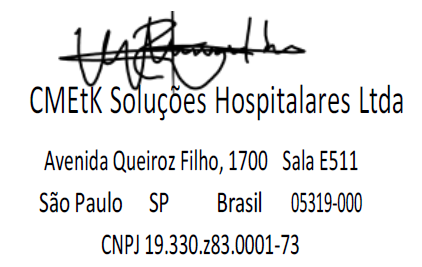 CMEtK Soluções Hospitalares Ltda
Avenida Queiroz Filho, 1700 Sala E511
São Paulo SP Brasil 05319-000
CNPJ 19.330.z83.0001-73